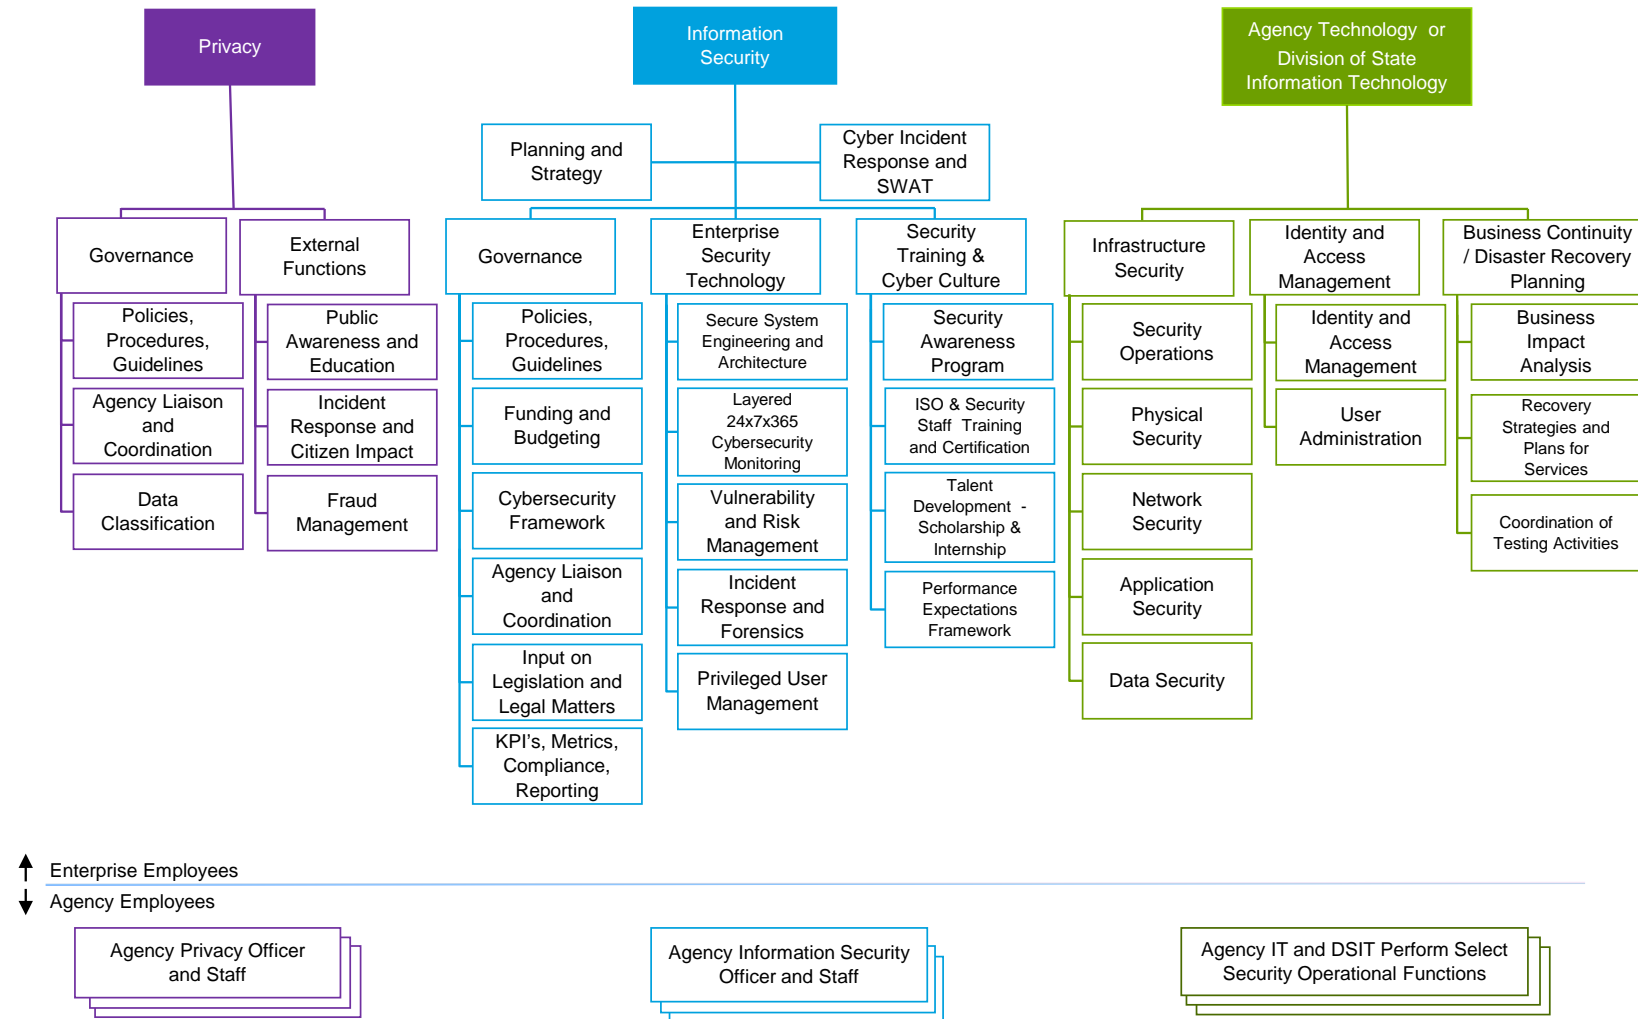 Privacy
Information
Security
Agency Technology or
Division of State
Information Technology
Planning and
Strategy
Cyber Incident
Response and
SWAT
Governance
External
Functions
Policies,
Procedures,
Guidelines
Public
Awareness and
Education
Agency Liaison
and
Coordination
Incident
Response and
Citizen Impact
Data
Classification
Fraud
Management
Governance
Enterprise
Security
Technology
Security
Training &
Cyber Culture
Policies,
Procedures,
Guidelines
Secure System
Engineering and
Architecture
Security
Awareness
Program
Funding and
Budgeting
Layered
24x7x365
Cybersecurity
Monitoring
ISO & Security
Staff Training
and Certification
Cybersecurity
Framework
Vulnerability
and Risk
Management
Talent
Development -
Scholarship &
Internship
Agency Liaison
and
Coordination
Incident
Response and
Forensics
Performance
Expectations
Framework
Input on
Legislation and
Legal Matters
Privileged User
Management
KPI's, Metrics,
Compliance,
Reporting
Infrastructure
Security
Identity and
Access
Management
Business Continuity
/ Disaster Recovery
Planning
Security
Operations
Identity and
Access
Management
Business
Impact
Analysis
Physical
Security
User
Administration
Recovery
Strategies and
Plans for
Services
Network
Security
Coordination of
Testing Activities
Application
Security
Data Security
Enterprise Employees
Agency Employees
Agency Privacy Officer
and Staff
Agency Information Security
Officer and Staff
Agency IT and DSIT Perform Select
Security Operational Functions